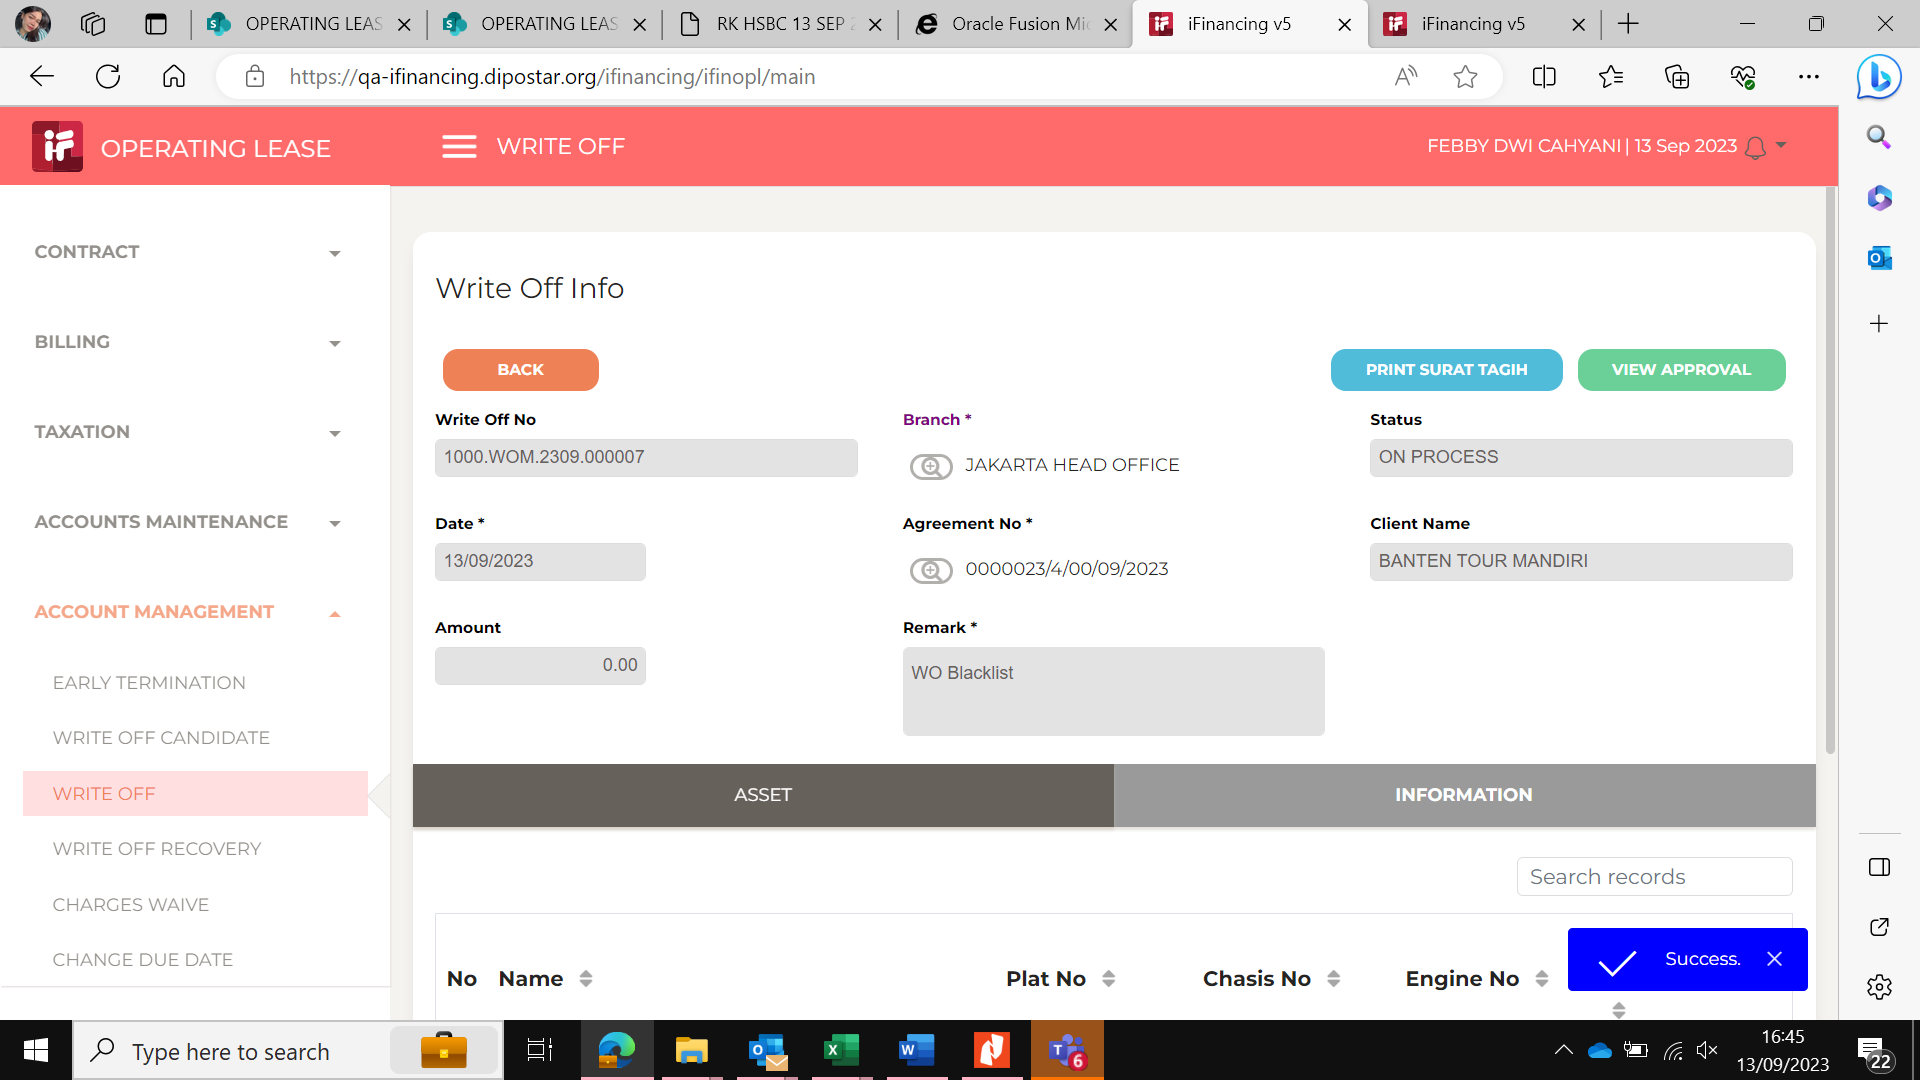 OPERATING LEAS
OPERATING LEAS
RK HSBC 13 SEP 2
Oracle Fusion Mi
iFinancing v5
iFinancing v5
https://qa-ifinancing.dipostar.org/ifinancing/ifinopl/main
iF OPERATING LEASE
WRITE OFF
FEBBY DWI CAHYANI | 13 Sep 2023
CONTRACT
BILLING
TAXATION
ACCOUNTS MAINTENANCE
ACCOUNT MANAGEMENT
EARLY TERMINATION
WRITE OFF CANDIDATE
WRITE OFF
WRITE OFF RECOVERY
CHARGES WAIVE
CHANGE DUE DATE
Write Off Info
BACK
PRINT SURAT TAGIH
VIEW APPROVAL
Write Off No
1000.WOM.2309.000007
Branch *
JAKARTA HEAD OFFICE
Status
ON PROCESS
Date *
13/09/2023
Agreement No *
0000023/4/00/09/2023
Client Name
BANTEN TOUR MANDIRI
Amount
0.00
Remark *
WO Blacklist
ASSET
INFORMATION
Search records
No Name Plat No Chasis No Engine No
Success.
Type here to search
6
16:45
13/09/2023
22